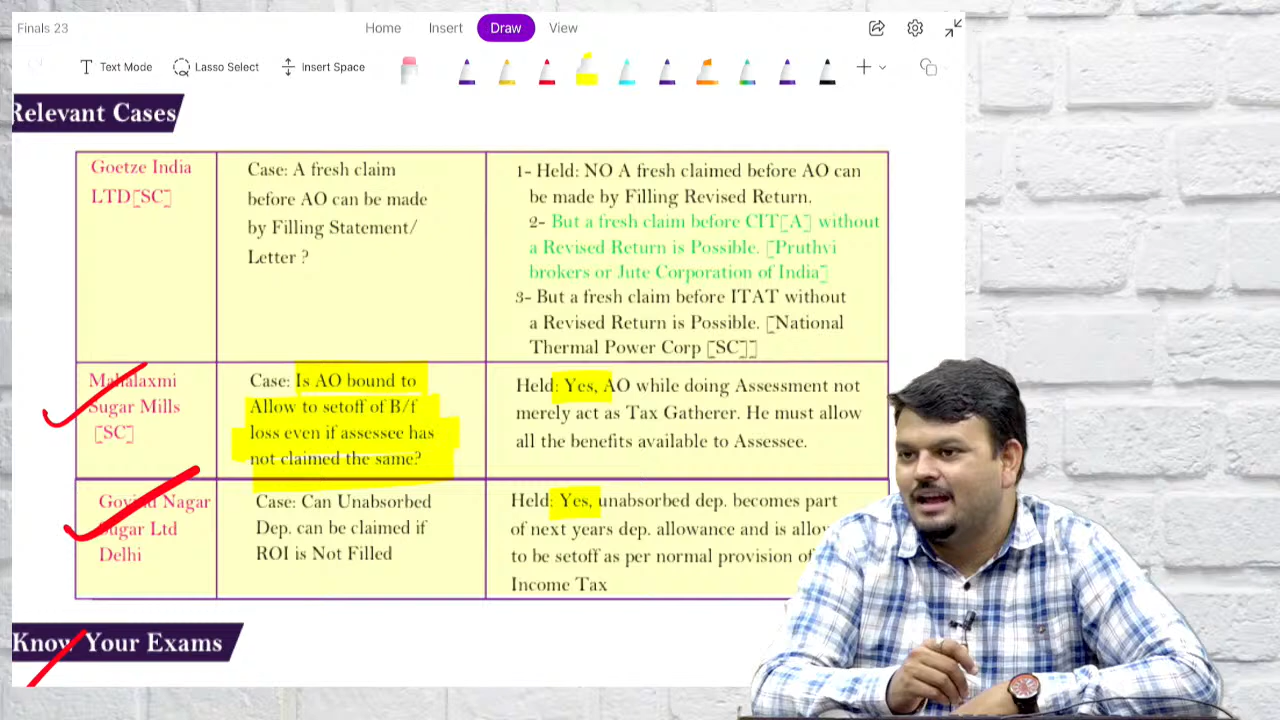 Finals 23
Home Insert Draw View
Text Mode Lasso Select Insert Space
Relevant Cases
Goetze India
LTD[SC]
Case: A fresh claim
before AO can be made
by Filling Statement/
Letter ?
1- Held: NO A fresh claimed before AO can
be made by Filling Revised Return.
2- But a fresh claim before CIT[A] without
a Revised Return is Possible. [Pruthvi
brokers or Jute Corporation of India]
3- But a fresh claim before ITAT without
a Revised Return is Possible. [National
Thermal Power Corp [SC]]
Mahalaxmi
Sugar Mills
[SC]
Case: Is AO bound to
Allow to setoff of B/f
loss even if assessee has
not claimed the same?
Held: Yes, AO while doing Assessment not
merely act as Tax Gatherer. He must allow
all the benefits available to Assessee.
Govind Nagar
Sugar Ltd
Delhi
Case: Can Unabsorbed
Dep. can be claimed if
ROI is Not Filled
Held: Yes, unabsorbed dep. becomes part
of next years dep. allowance and is
to be setoff as per normal provision of
Income Tax
Know Your Exams